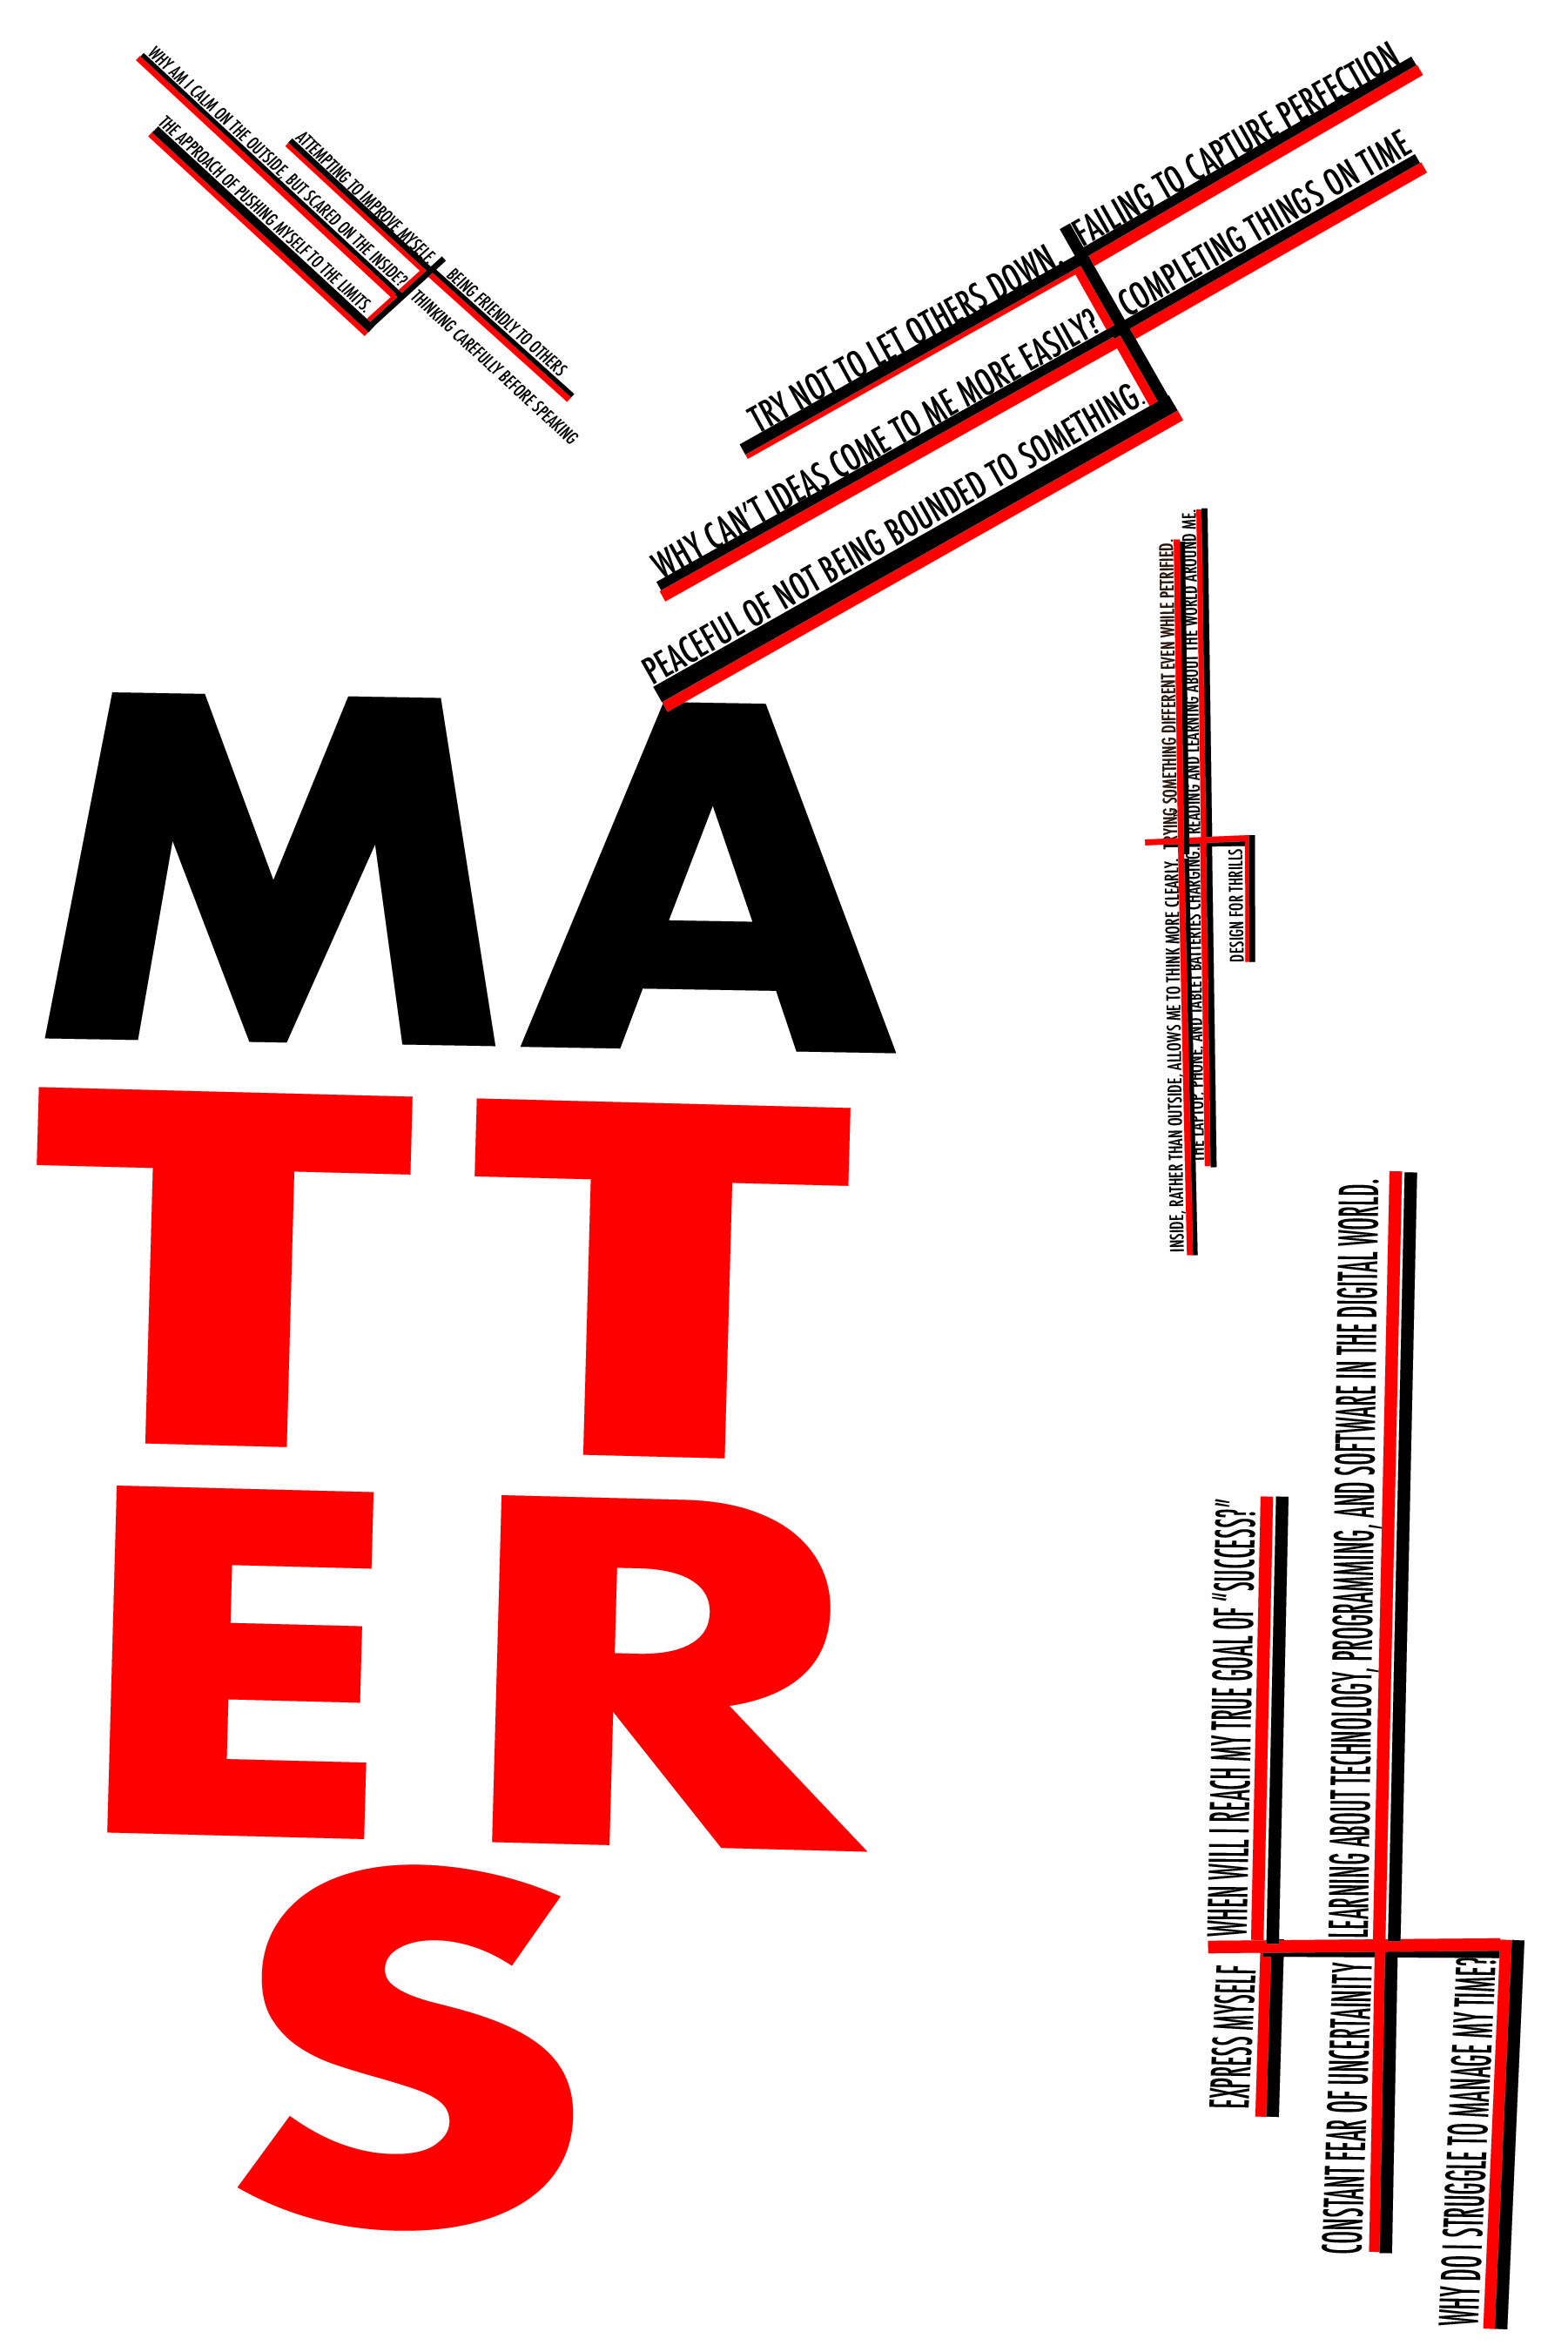 WHY AM I CALM ON THE OUTSIDE, BUT SCARED ON THE INSIDE?
THE APPROACH OF PUSHING MYSELF TO THE LIMITS.
ATTEMPTING TO IMPROVE MYSELF.
BEING FRIENDLY TO OTHERS
THINKING CAREFULLY BEFORE SPEAKING
TRY NOT TO LET OTHERS DOWN.
FAILING TO CAPTURE PERFECTION
WHY CAN'T IDEAS COME TO ME MORE EASILY?
COMPLETING THINGS ON TIME
PEACEFUL OF NOT BEING BOUNDED TO SOMETHING.
MA
TT
ER
S
INSIDE, RATHER THAN OUTSIDE, ALLOWS ME TO THINK MORE CLEARLY.
TRYING SOMETHING DIFFERENT EVEN WHILE PETRIFIED.
THE LAPTOP, PHONE, AND TABLET BATTERIES CHARGING.
READING AND LEARNING ABOUT THE WORLD AROUND ME.
DESIGN FOR THRILLS
EXPRESS MYSELF
WHEN WILL I REACH MY TRUE GOAL OF "SUCCESS?"
CONSTANT FEAR OF UNCERTAINITY
LEARNING ABOUT TECHNOLOGY, PROGRAMMING, AND SOFTWARE IN THE DIGITAL WORLD.
WHY DO I STRUGGLE TO MANAGE MY TIME?